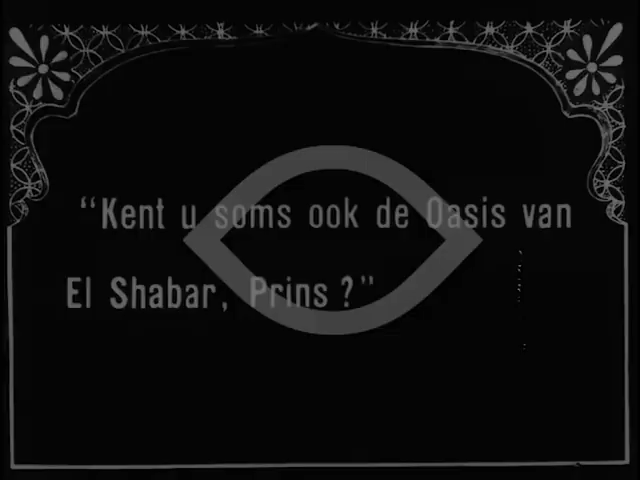 “Kent u soms ook de Oasis van
El Shabar, Prins?”